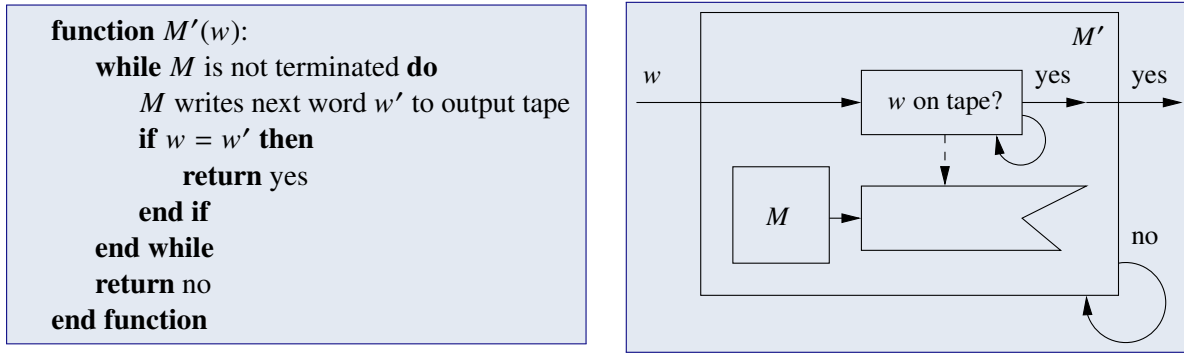 function M′(w):
while M is not terminated do
M writes next word w′ to output tape
if w = w′ then
return yes
end if
end while
return no
end function
M′
w
yes
yes
w on tape?
M
no